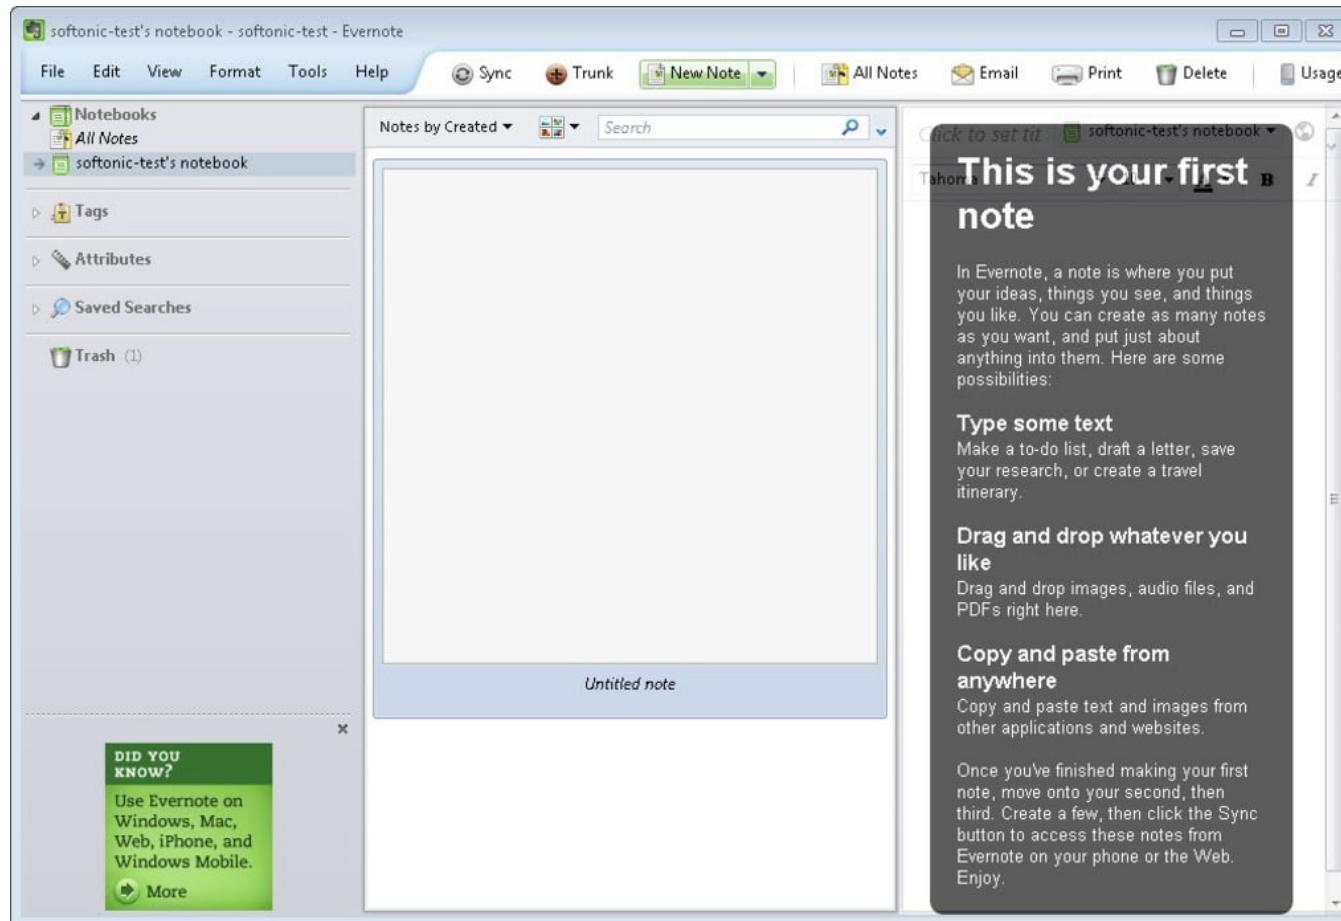 softonic-test's notebook - softonic-test - Evernote
File Edit View Format Tools Help Sync Trunk New Note All Notes Email Print Delete Usage
Notebooks
All Notes
softonic-test's notebook
Tags
Attributes
Saved Searches
Trash (1)
DID YOU
KNOW?
Use Evernote on
Windows, Mac,
Web, iPhone, and
Windows Mobile.
More
Notes by Created Search
Untitled note
Click to set tit softonic-test's notebook
Tahoma B I
This is your first
note
In Evernote, a note is where you put
your ideas, things you see, and things
you like. You can create as many notes
as you want, and put just about
anything into them. Here are some
possibilities:
Type some text
Make a to-do list, draft a letter, save
your research, or create a travel
itinerary.
Drag and drop whatever you
like
Drag and drop images, audio files, and
PDFs right here.
Copy and paste from
anywhere
Copy and paste text and images from
other applications and websites.
Once you've finished making your first
note, move onto your second, then
third. Create a few, then click the Sync
button to access these notes from
Evernote on your phone or the Web.
Enjoy.